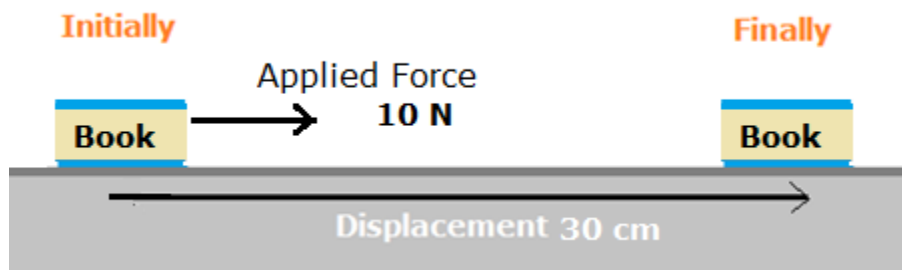 Initially
Finally
Applied Force
10 N
Book
Book
Displacement 30 cm